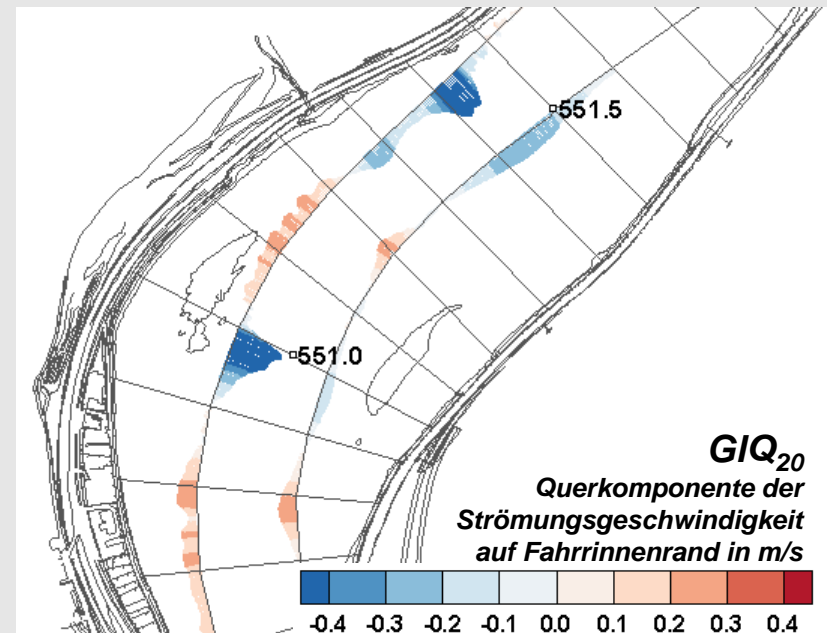 551.5
551.0
GlQ20
Querkomponente der
Strömungsgeschwindigkeit
auf Fahrrinnenrand in m/s
-0.4 -0.3 -0.2 -0.1 0.0 0.1 0.2 0.3 0.4